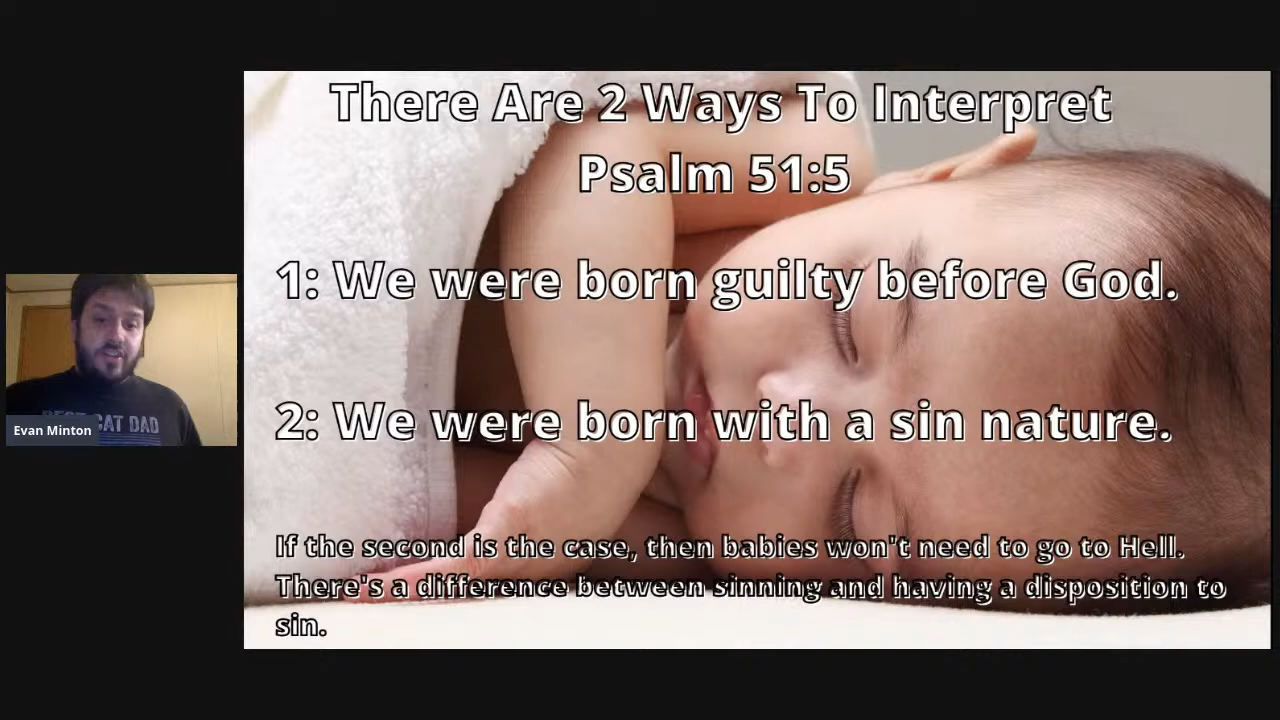 There Are 2 Ways To Interpret
Psalm 51:5
1: We were born guilty before God.
2: We were born with a sin nature.
If the second is the case, then babies won't need to go to Hell.
There's a difference between sinning and having a disposition to
sin.
BEST CAT DAD
Evan Minton